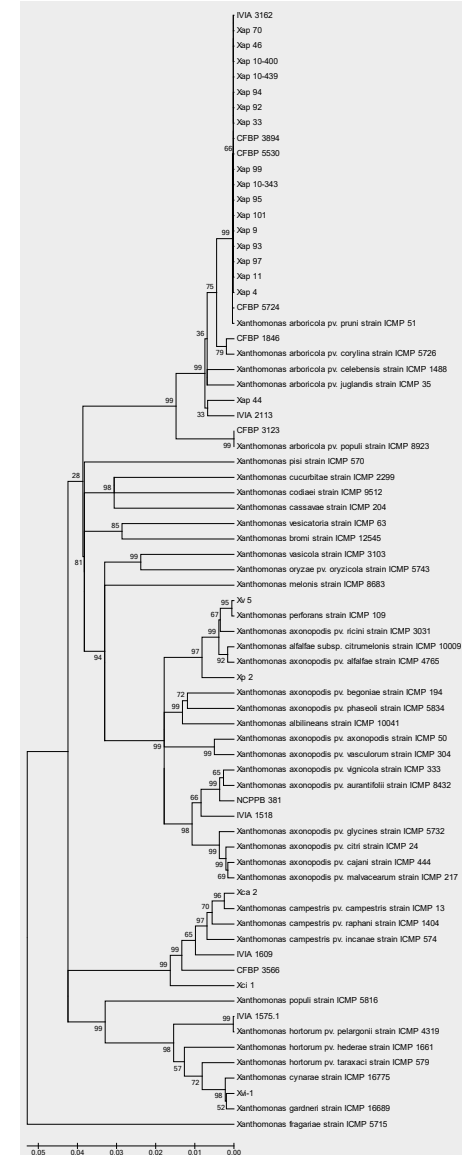 IVIA 3162
Xap 70
Xap 46
Xap 10-400
Xap 10-439
Xap 94
Xap 92
Xap 33
CFBP 3894
66
CFBP 5530
Xap 99
Xap 10-343
Xap 95
Xap 101
99
Xap 9
Xap 93
Xap 97
75
Xap 11
Xap 4
CFBP 5724
Xanthomonas arboricola pv. pruni strain ICMP 51
36
CFBP 1846
79
Xanthomonas arboricola pv. corylina strain ICMP 5726
99
Xanthomonas arboricola pv. celebensis strain ICMP 1488
Xanthomonas arboricola pv. juglandis strain ICMP 35
Xap 44
99
33
IVIA 2113
CFBP 3123
99
Xanthomonas arboricola pv. populi strain ICMP 8923
Xanthomonas pisi strain ICMP 570
28
Xanthomonas cucurbitae strain ICMP 2299
98
Xanthomonas codiaei strain ICMP 9512
Xanthomonas cassavae strain ICMP 204
85
Xanthomonas vesicatoria strain ICMP 63
Xanthomonas bromi strain ICMP 12545
99
Xanthomonas vasicola strain ICMP 3103
81
Xanthomonas oryzae pv. oryzicola strain ICMP 5743
Xanthomonas melonis strain ICMP 8683
95
Xv 5
67
Xanthomonas perforans strain ICMP 109
99
Xanthomonas axonopodis pv. ricini strain ICMP 3031
Xanthomonas alfalfae subsp. citrumelonis strain ICMP 10009
94
97
92
Xanthomonas axonopodis pv. alfalfae strain ICMP 4765
Xp 2
72
Xanthomonas axonopodis pv. begoniae strain ICMP 194
99
Xanthomonas axonopodis pv. phaseoli strain ICMP 5834
Xanthomonas albilineans strain ICMP 10041
99
99
Xanthomonas axonopodis pv. axonopodis strain ICMP 50
Xanthomonas axonopodis pv. vasculorum strain ICMP 304
65
Xanthomonas axonopodis pv. vignicola strain ICMP 333
99
Xanthomonas axonopodis pv. aurantifolii strain ICMP 8432
66
NCPPB 381
IVIA 1518
98
Xanthomonas axonopodis pv. glycines strain ICMP 5732
99
Xanthomonas axonopodis pv. citri strain ICMP 24
99
Xanthomonas axonopodis pv. cajani strain ICMP 444
69
Xanthomonas axonopodis pv. malvacearum strain ICMP 217
96
Xca 2
70
Xanthomonas campestris pv. campestris strain ICMP 13
97
Xanthomonas campestris pv. raphani strain ICMP 1404
65
Xanthomonas campestris pv. incanae strain ICMP 574
99
IVIA 1609
99
CFBP 3566
Xci 1
Xanthomonas populi strain ICMP 5816
99
99
IVIA 1575.1
Xanthomonas hortorum pv. pelargonii strain ICMP 4319
98
Xanthomonas hortorum pv. hederae strain ICMP 1661
57
Xanthomonas hortorum pv. taraxaci strain ICMP 579
72
Xanthomonas cynarae strain ICMP 16775
98
Xvi-1
52
Xanthomonas gardneri strain ICMP 16689
Xanthomonas fragariae strain ICMP 5715
0.05 0.04 0.03 0.02 0.01 0.00